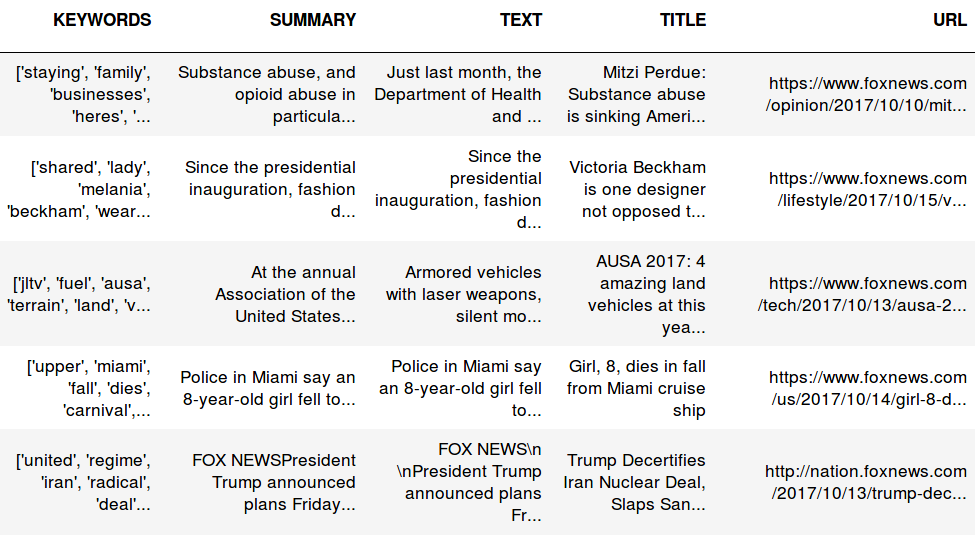 KEYWORDS SUMMARY TEXT TITLE URL
['staying', 'family',
'businesses',
'heres', '...
Substance abuse, and
opioid abuse in
particula...
Just last month, the
Department of Health
and ...
Mitzi Perdue:
Substance abuse
is sinking Ameri...
https://www.foxnews.com
/opinion/2017/10/10/mit...
['shared', 'lady',
'melania',
'beckham', 'wear...
Since the presidential
inauguration, fashion
d...
Since the
presidential
inauguration, fashion
d...
Victoria Beckham
is one designer
not opposed t...
https://www.foxnews.com
/lifestyle/2017/10/15/v...
['jltv', 'fuel', 'ausa',
'terrain', 'land', 'v...
At the annual
Association of the
United States...
Armored vehicles
with laser weapons,
silent mo...
AUSA 2017: 4
amazing land
vehicles at this
yea...
https://www.foxnews.com
/tech/2017/10/13/ausa-2...
['upper', 'miami',
'fall', 'dies',
'carnival',...
Police in Miami say an
8-year-old girl fell to...
Police in Miami say
an 8-year-old girl fell
to...
Girl, 8, dies in fall
from Miami cruise
ship
https://www.foxnews.com
/us/2017/10/14/girl-8-d...
['united', 'regime',
'iran', 'radical',
'deal'...
FOX NEWSPresident
Trump announced
plans Friday...
FOX NEWS\n
\nPresident Trump
announced plans
Fr...
Trump Decertifies
Iran Nuclear Deal,
Slaps San...
http://nation.foxnews.com
/2017/10/13/trump-dec...